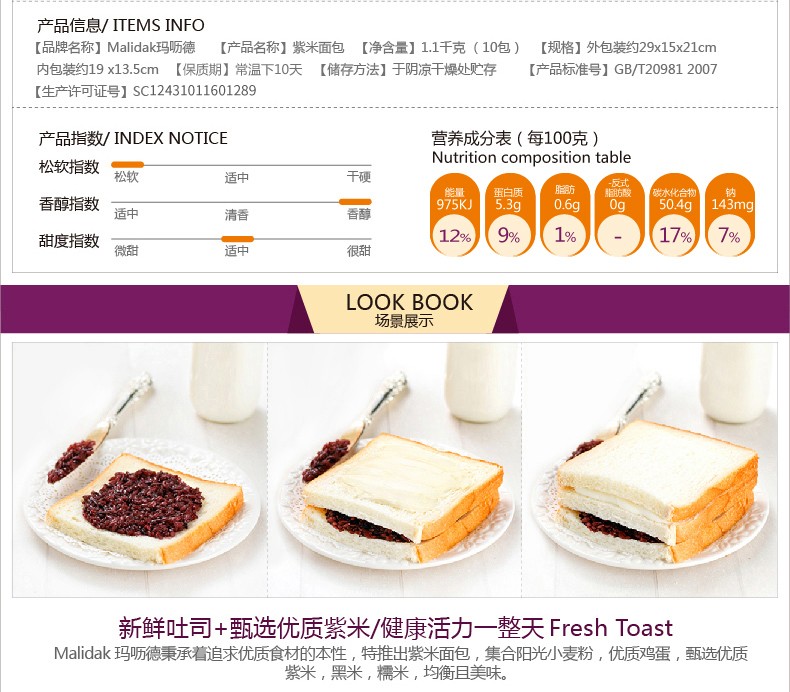 产品信息/ ITEMS INFO
【品牌名称】Malidak玛呖德 【产品名称】紫米面包 【净含量】1.1千克（10包） 【规格】外包装约29x15x21cm
内包装约19 x13.5cm 【保质期】常温下10天 【储存方法】于阴凉干燥处贮存 【产品标准号】GB/T20981 2007
【生产许可证号】SC12431011601289
产品指数/ INDEX NOTICE
松软指数
松软 适中 干硬
香醇指数
适中 清香 香醇
甜度指数
微甜 适中 很甜
营养成分表（每100克）
Nutrition composition table
能量 蛋白质 脂肪 -反式脂肪酸 碳水化合物 钠
975KJ 5.3g 0.6g 0g 50.4g 143mg
12% 9% 1% - 17% 7%
LOOK BOOK
场景展示
新鲜吐司+甄选优质紫米/健康活力一整天 Fresh Toast
Malidak 玛呖德秉承着追求优质食材的本性，特推出紫米面包，集合阳光小麦粉，优质鸡蛋，甄选优质
紫米，黑米，糯米，均衡且美味。